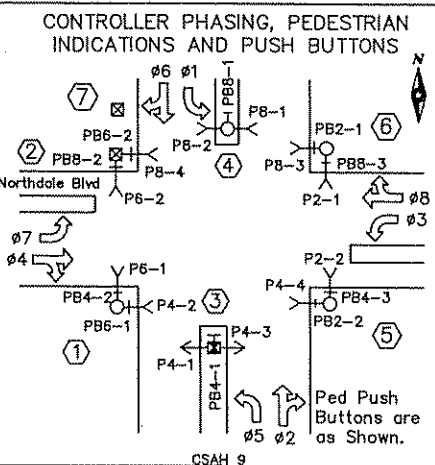 CONTROLLER PHASING, PEDESTRIAN
INDICATIONS AND PUSH BUTTONS
N
ø6 ø1
PB8-1
7
PB6-2
P8-1
PB2-1
6
2
PB8-2
P8-2
4
P8-3
PB8-3
P8-4
Northdale Blvd
P6-2
P2-1
ø8
ø3
ø7
ø4
P6-1
P2-2
PB4-2
P4-2
3
P4-4
PB4-3
PB6-1
PB2-2
1
P4-3
5
P4-1
PB4-1
Ped Push
Buttons are
as Shown.
ø5 ø2
CSAH 9